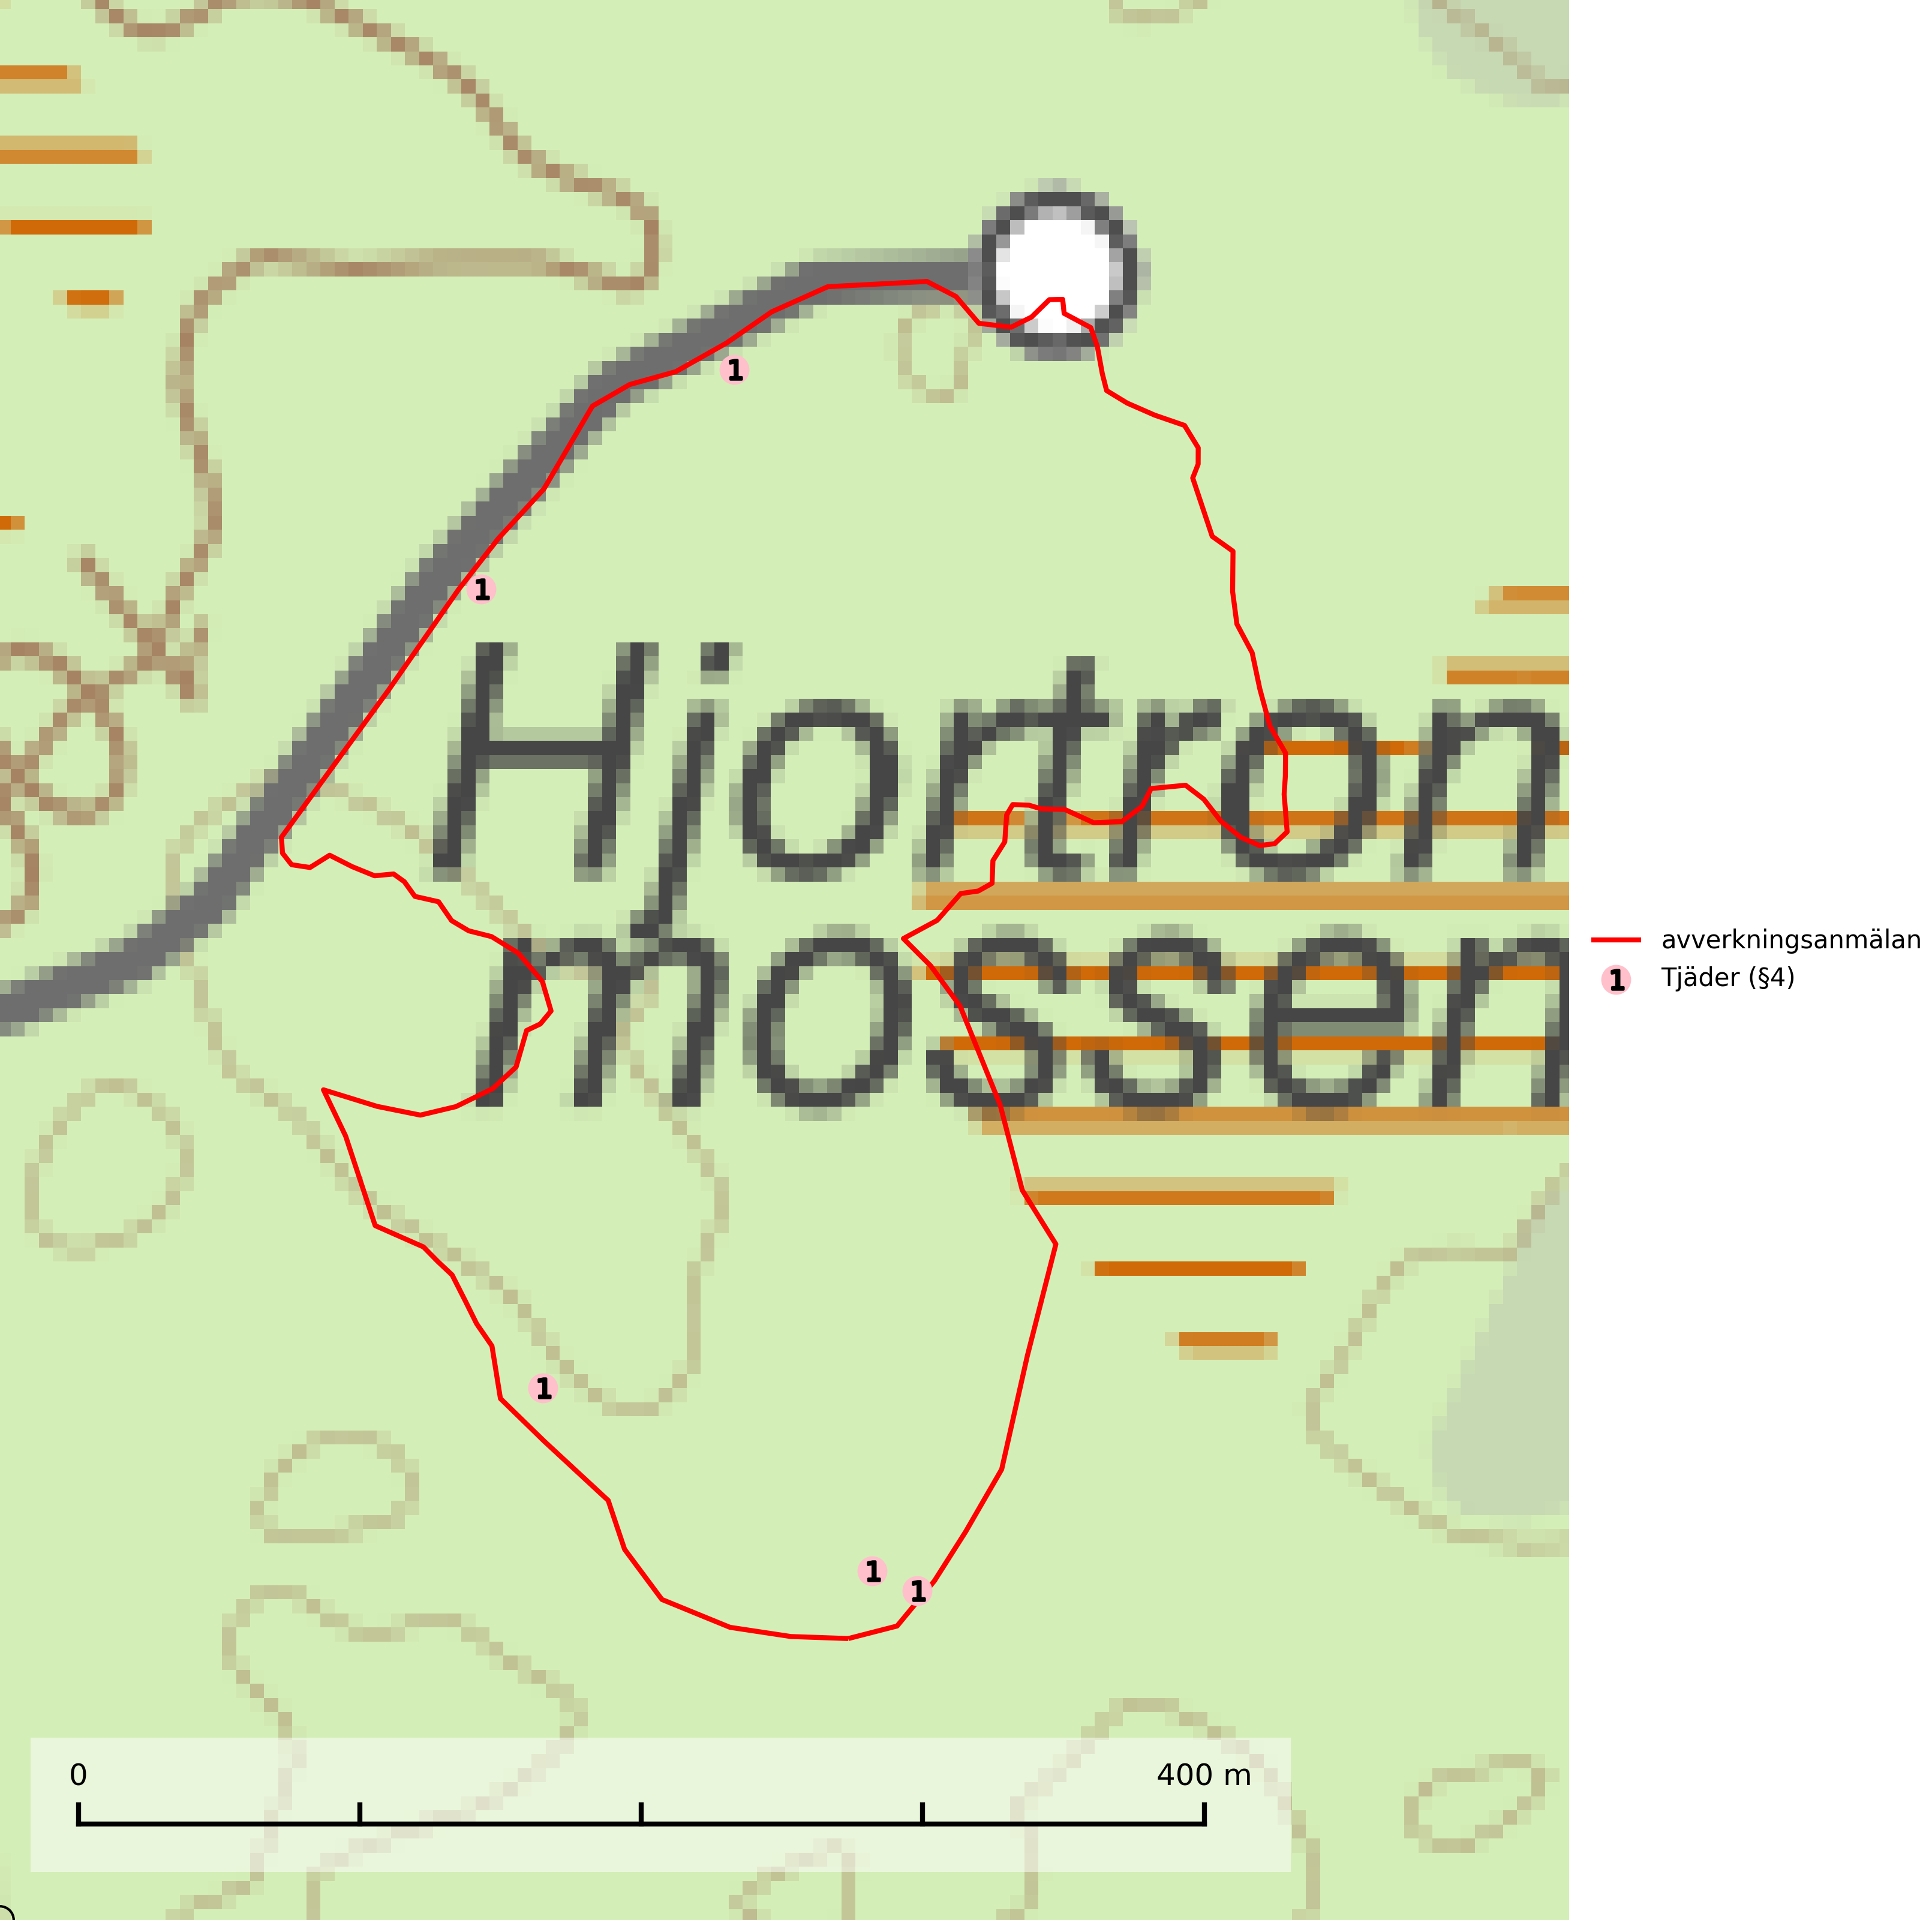 1
1
Hjortron
mossen
avverkningsanmälan
1 Tjäder (§4)
1
1
1
0 400 m